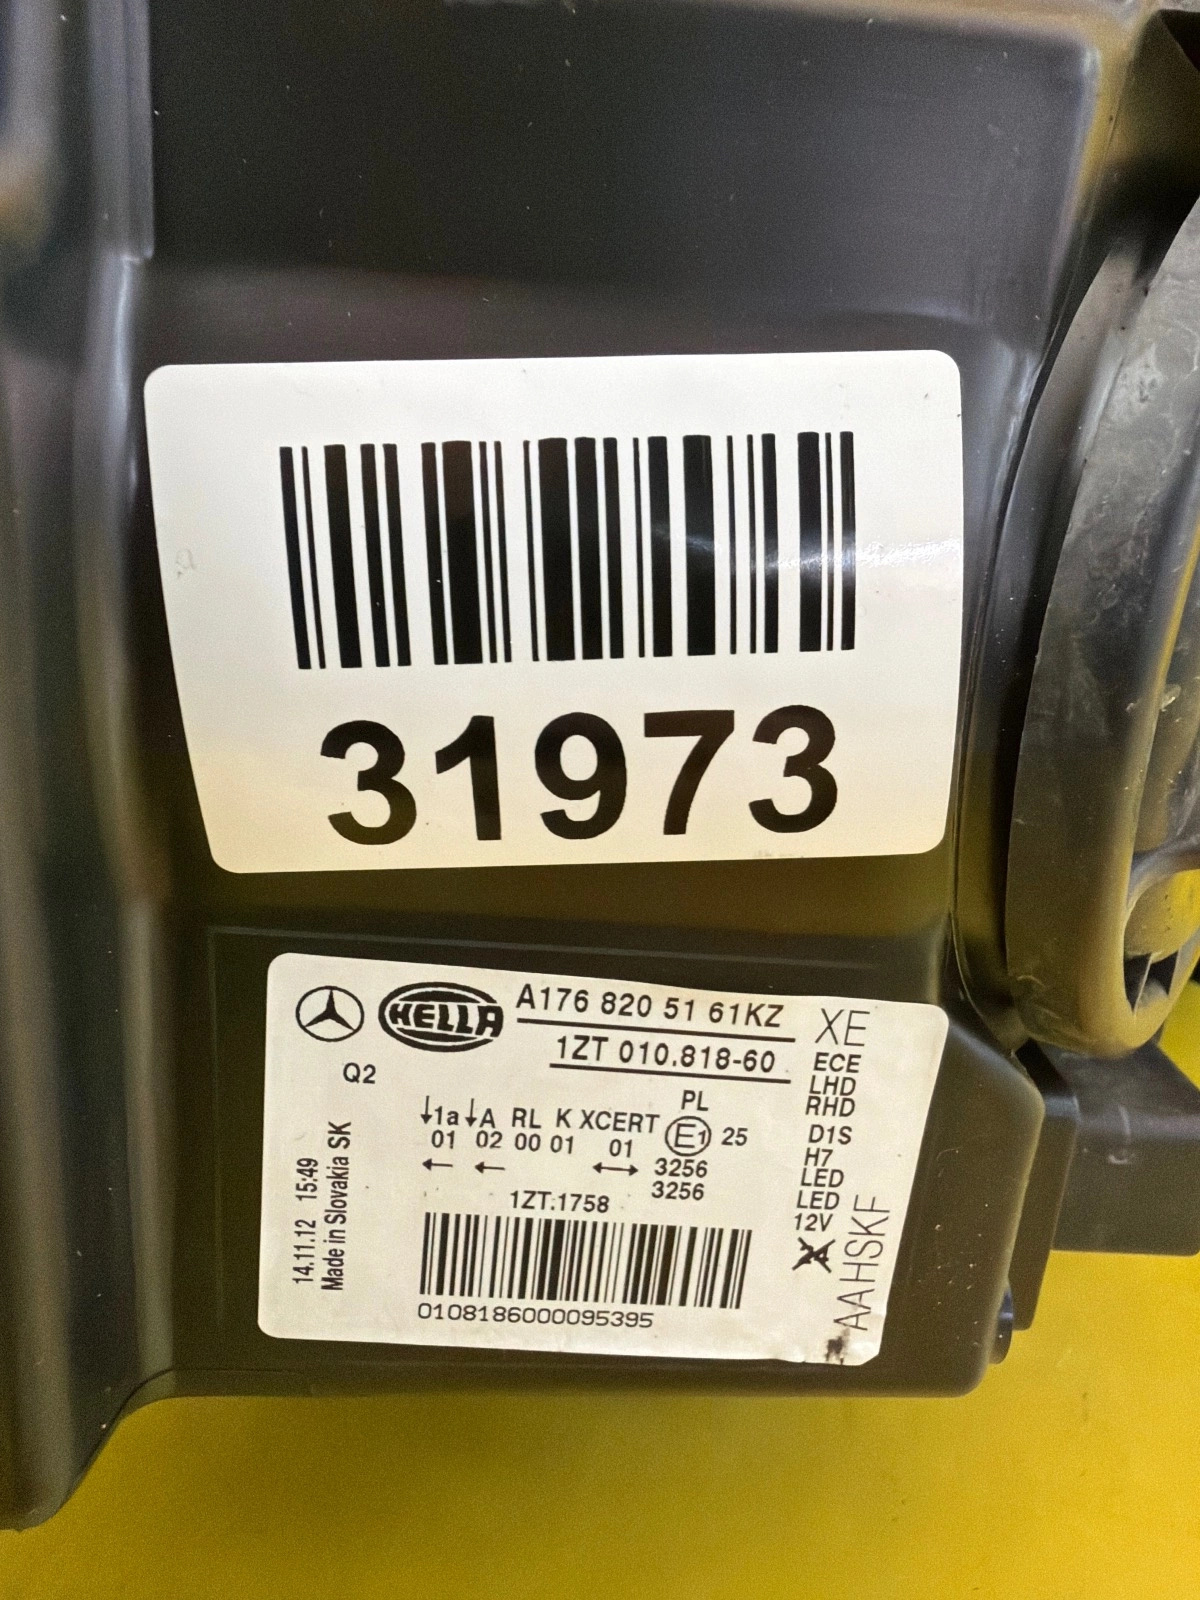 31973
HELLA
A176 820 51 61KZ
1ZT 010.818-60
XE
ECE
LHD
RHD
D1S
H7
LED
LED
12V
AAHSKF
Q2
PL
↓1a ↓A RL K XCERT E1 25
01 02 00 01 01
← ← ↔ 3256
3256
1ZT.1758
0108186000095395
14.11.12 15:49
Made in Slovakia SK